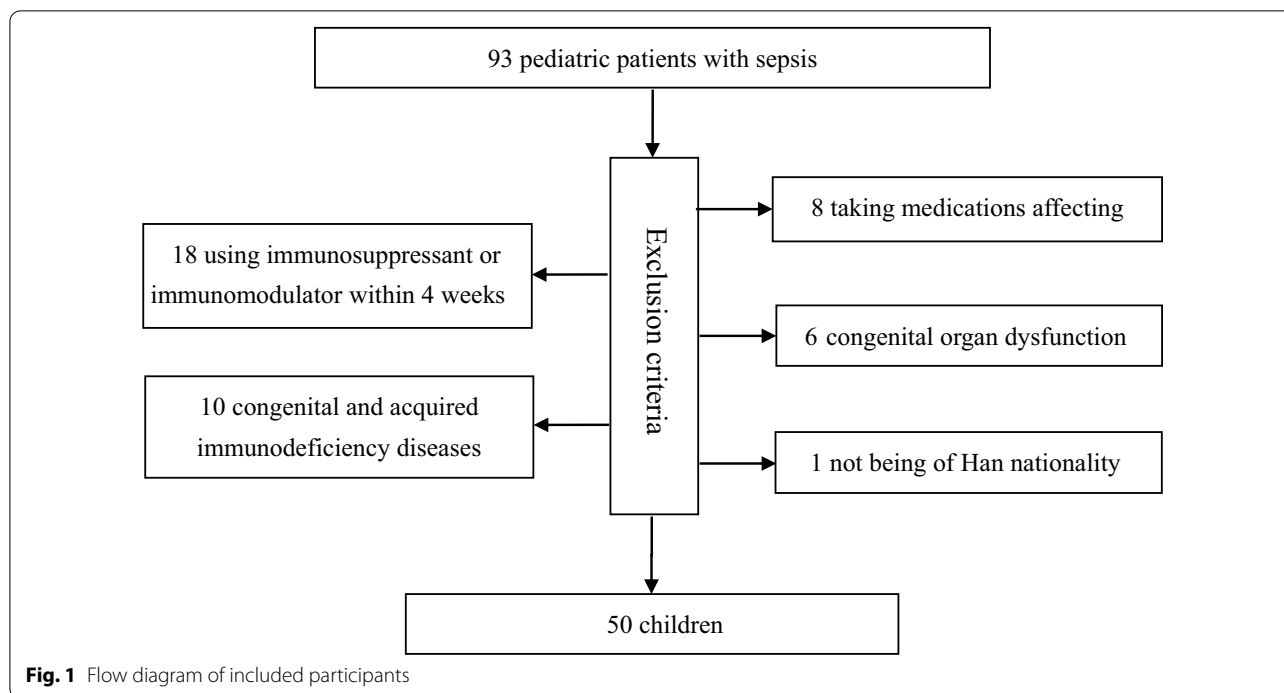 93 pediatric patients with sepsis
8 taking medications affecting
18 using immunosuppressant or
immunomodulator within 4 weeks
Exclusion criteria
6 congenital organ dysfunction
10 congenital and acquired
immunodeficiency diseases
1 not being of Han nationality
50 children
Fig. 1 Flow diagram of included participants